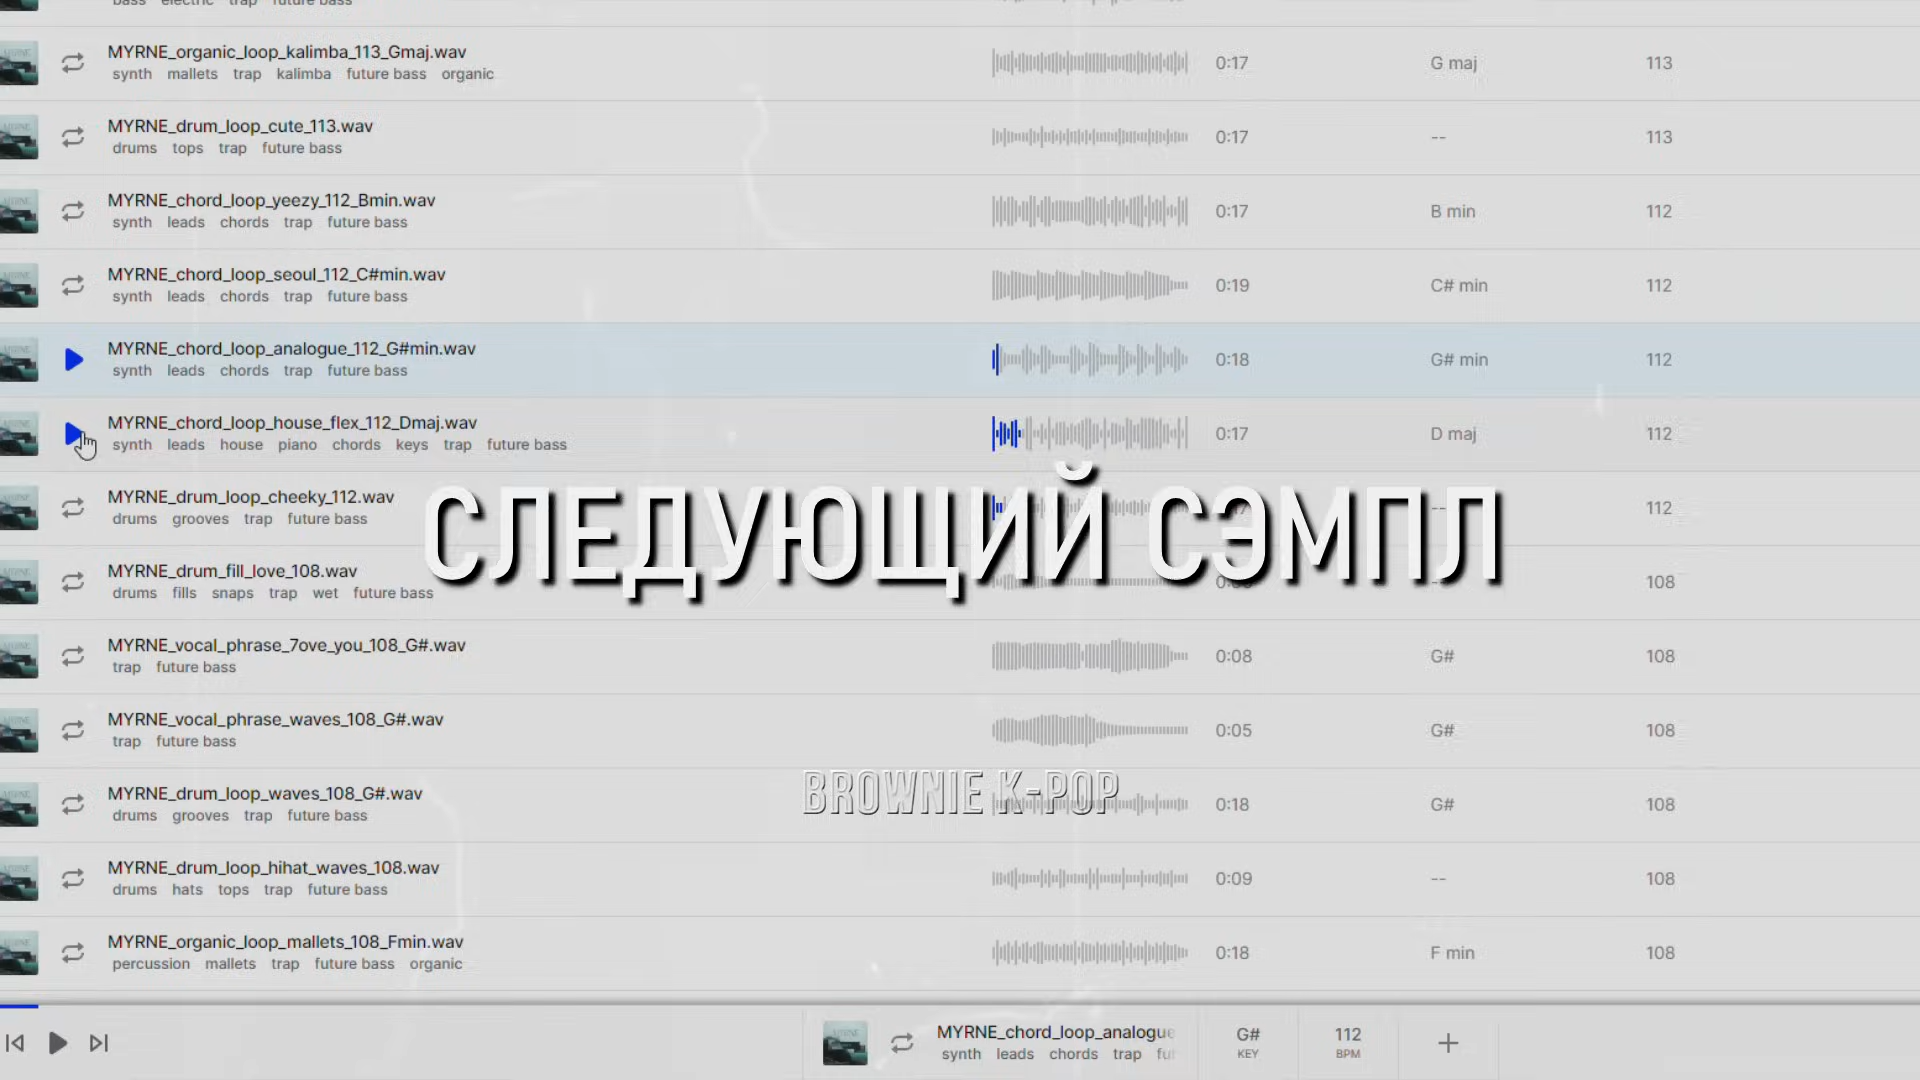 bass electric trap future bass
MYRNE_organic_loop_kalimba_113_Gmaj.wav
synth mallets trap kalimba future bass organic
0:17 G maj 113
MYRNE_drum_loop_cute_113.wav
drums tops trap future bass
0:17 -- 113
MYRNE_chord_loop_yeezy_112_Bmin.wav
synth leads chords trap future bass
0:17 B min 112
MYRNE_chord_loop_seoul_112_C#min.wav
synth leads chords trap future bass
0:19 C# min 112
MYRNE_chord_loop_analogue_112_G#min.wav
synth leads chords trap future bass
0:18 G# min 112
MYRNE_chord_loop_house_flex_112_Dmaj.wav
synth leads house piano chords keys trap future bass
0:17 D maj 112
MYRNE_drum_loop_cheeky_112.wav
drums grooves trap future bass
-- 112
СЛЕДУЮЩИЙ СЭМПЛ
MYRNE_drum_fill_love_108.wav
drums fills snaps trap wet future bass
-- 108
MYRNE_vocal_phrase_7ove_you_108_G#.wav
trap future bass
0:08 G# 108
MYRNE_vocal_phrase_waves_108_G#.wav
trap future bass
0:05 G# 108
BROWNIE K-POP
MYRNE_drum_loop_waves_108_G#.wav
drums grooves trap future bass
0:18 G# 108
MYRNE_drum_loop_hihat_waves_108.wav
drums hats tops trap future bass
0:09 -- 108
MYRNE_organic_loop_mallets_108_Fmin.wav
percussion mallets trap future bass organic
0:18 F min 108
MYRNE_chord_loop_analogue
synth leads chords trap fut
G# 112
KEY BPM